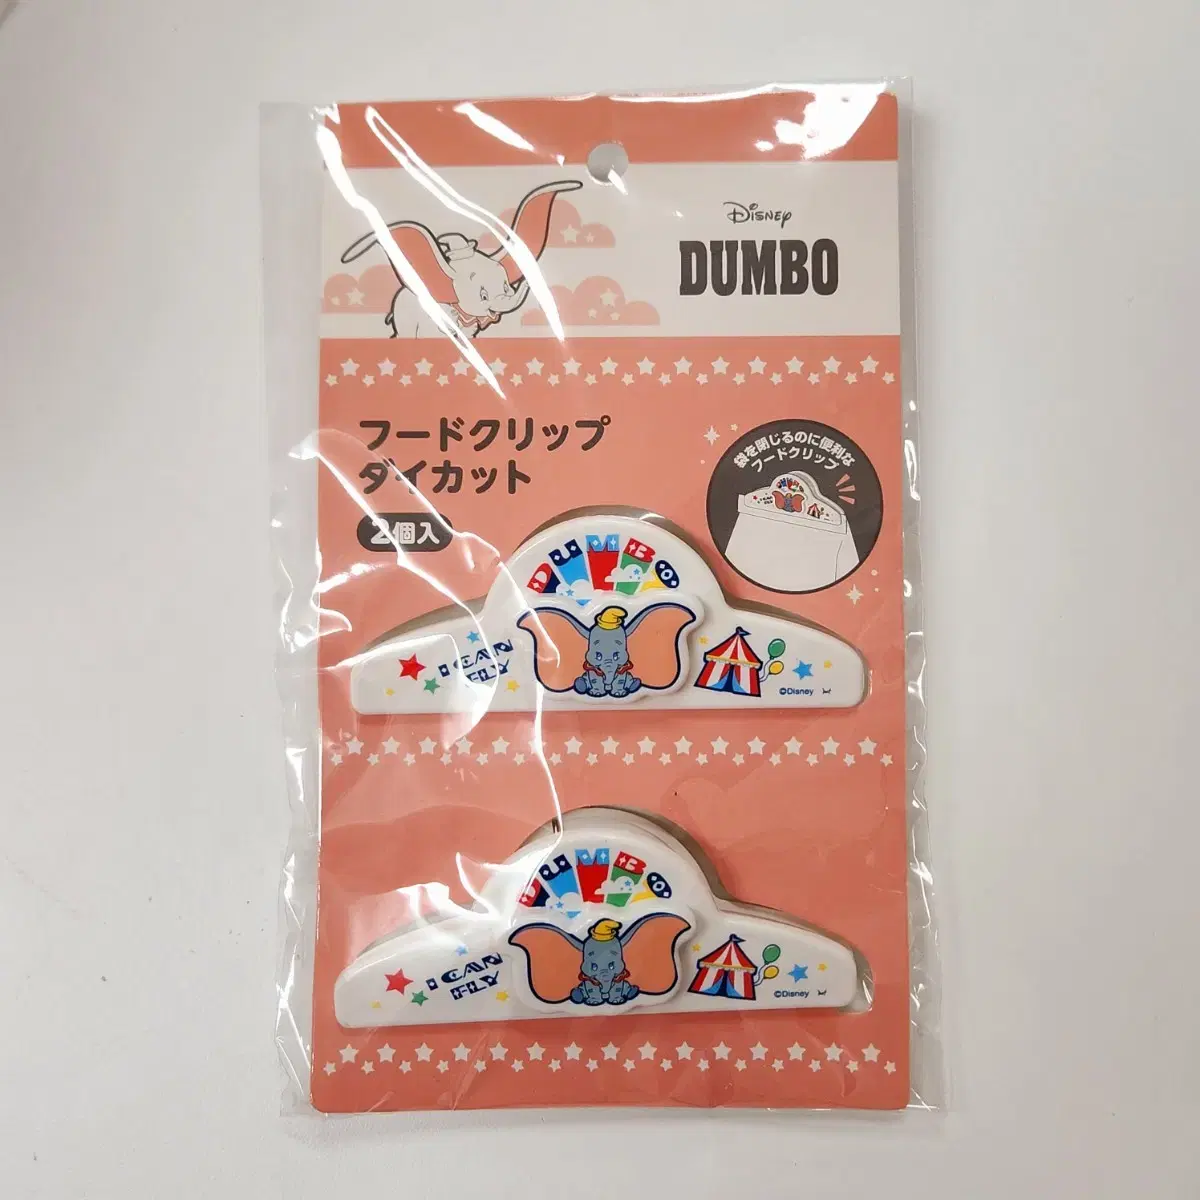 Disney
DUMBO
フードクリップ
ダイカット
2個入
袋を閉じるのに便利な
フードクリップ
DUMBO
I CAN
FLY
©Disney
DUMBO
I CAN
FLY
©Disney